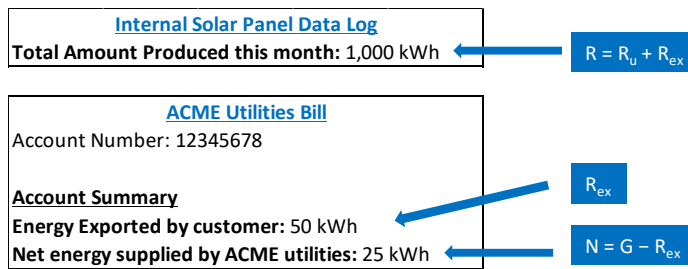 Internal Solar Panel Data Log
Total Amount Produced this month: 1,000 kWh
R = Ru + Rex
ACME Utilities Bill
Account Number: 12345678
Account Summary
Rex
Energy Exported by customer: 50 kWh
Net energy supplied by ACME utilities: 25 kWh
N = G − Rex